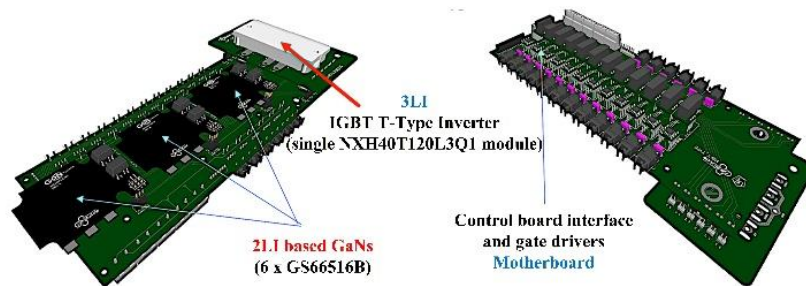 3LI
IGBT T-Type Inverter
(single NXH40T120L3Q1 module)
2LI based GaNs
(6 x GS66516B)
Control board interface
and gate drivers
Motherboard